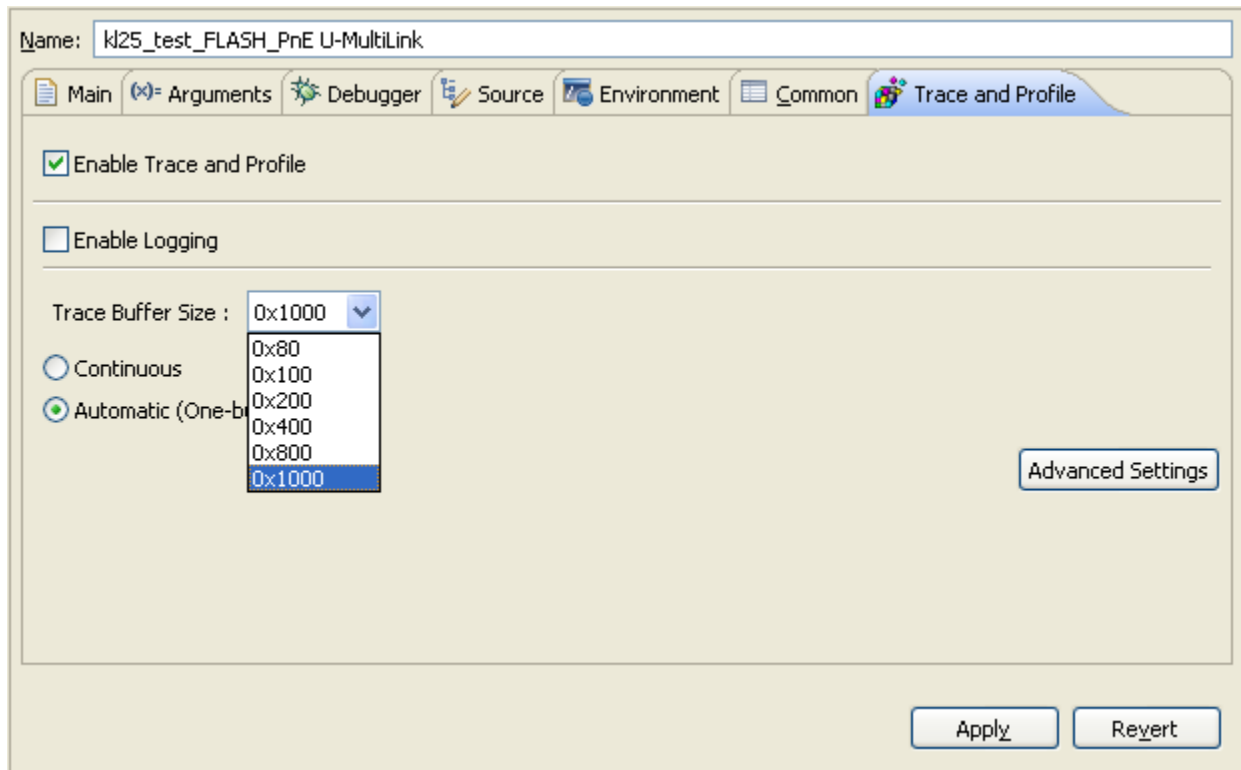 Name: kl25_test_FLASH_PnE U-MultiLink
Main (x)= Arguments Debugger Source Environment Common Trace and Profile
Enable Trace and Profile
Enable Logging
Trace Buffer Size : 0x1000
0x80
Continuous
0x100
Automatic (One-b
0x200
0x400
0x800
0x1000
Advanced Settings
Apply Revert